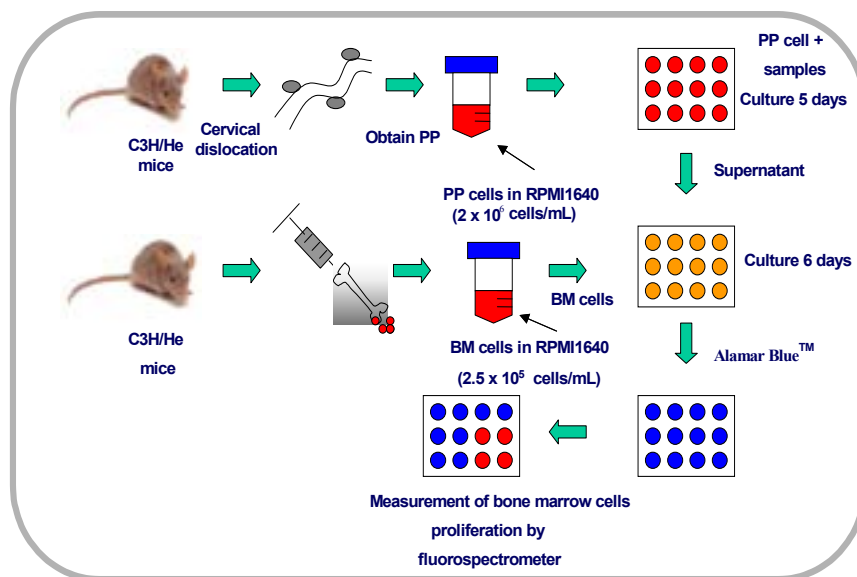 C3H/He
mice
Cervical
dislocation
Obtain PP
PP cells in RPMI1640
(2 x 10⁶ cells/mL)
PP cell +
samples
Culture 5 days
Supernatant
C3H/He
mice
BM cells
BM cells in RPMI1640
(2.5 x 10⁵ cells/mL)
Culture 6 days
Alamar Blue™
Measurement of bone marrow cells
proliferation by
fluorospectrometer